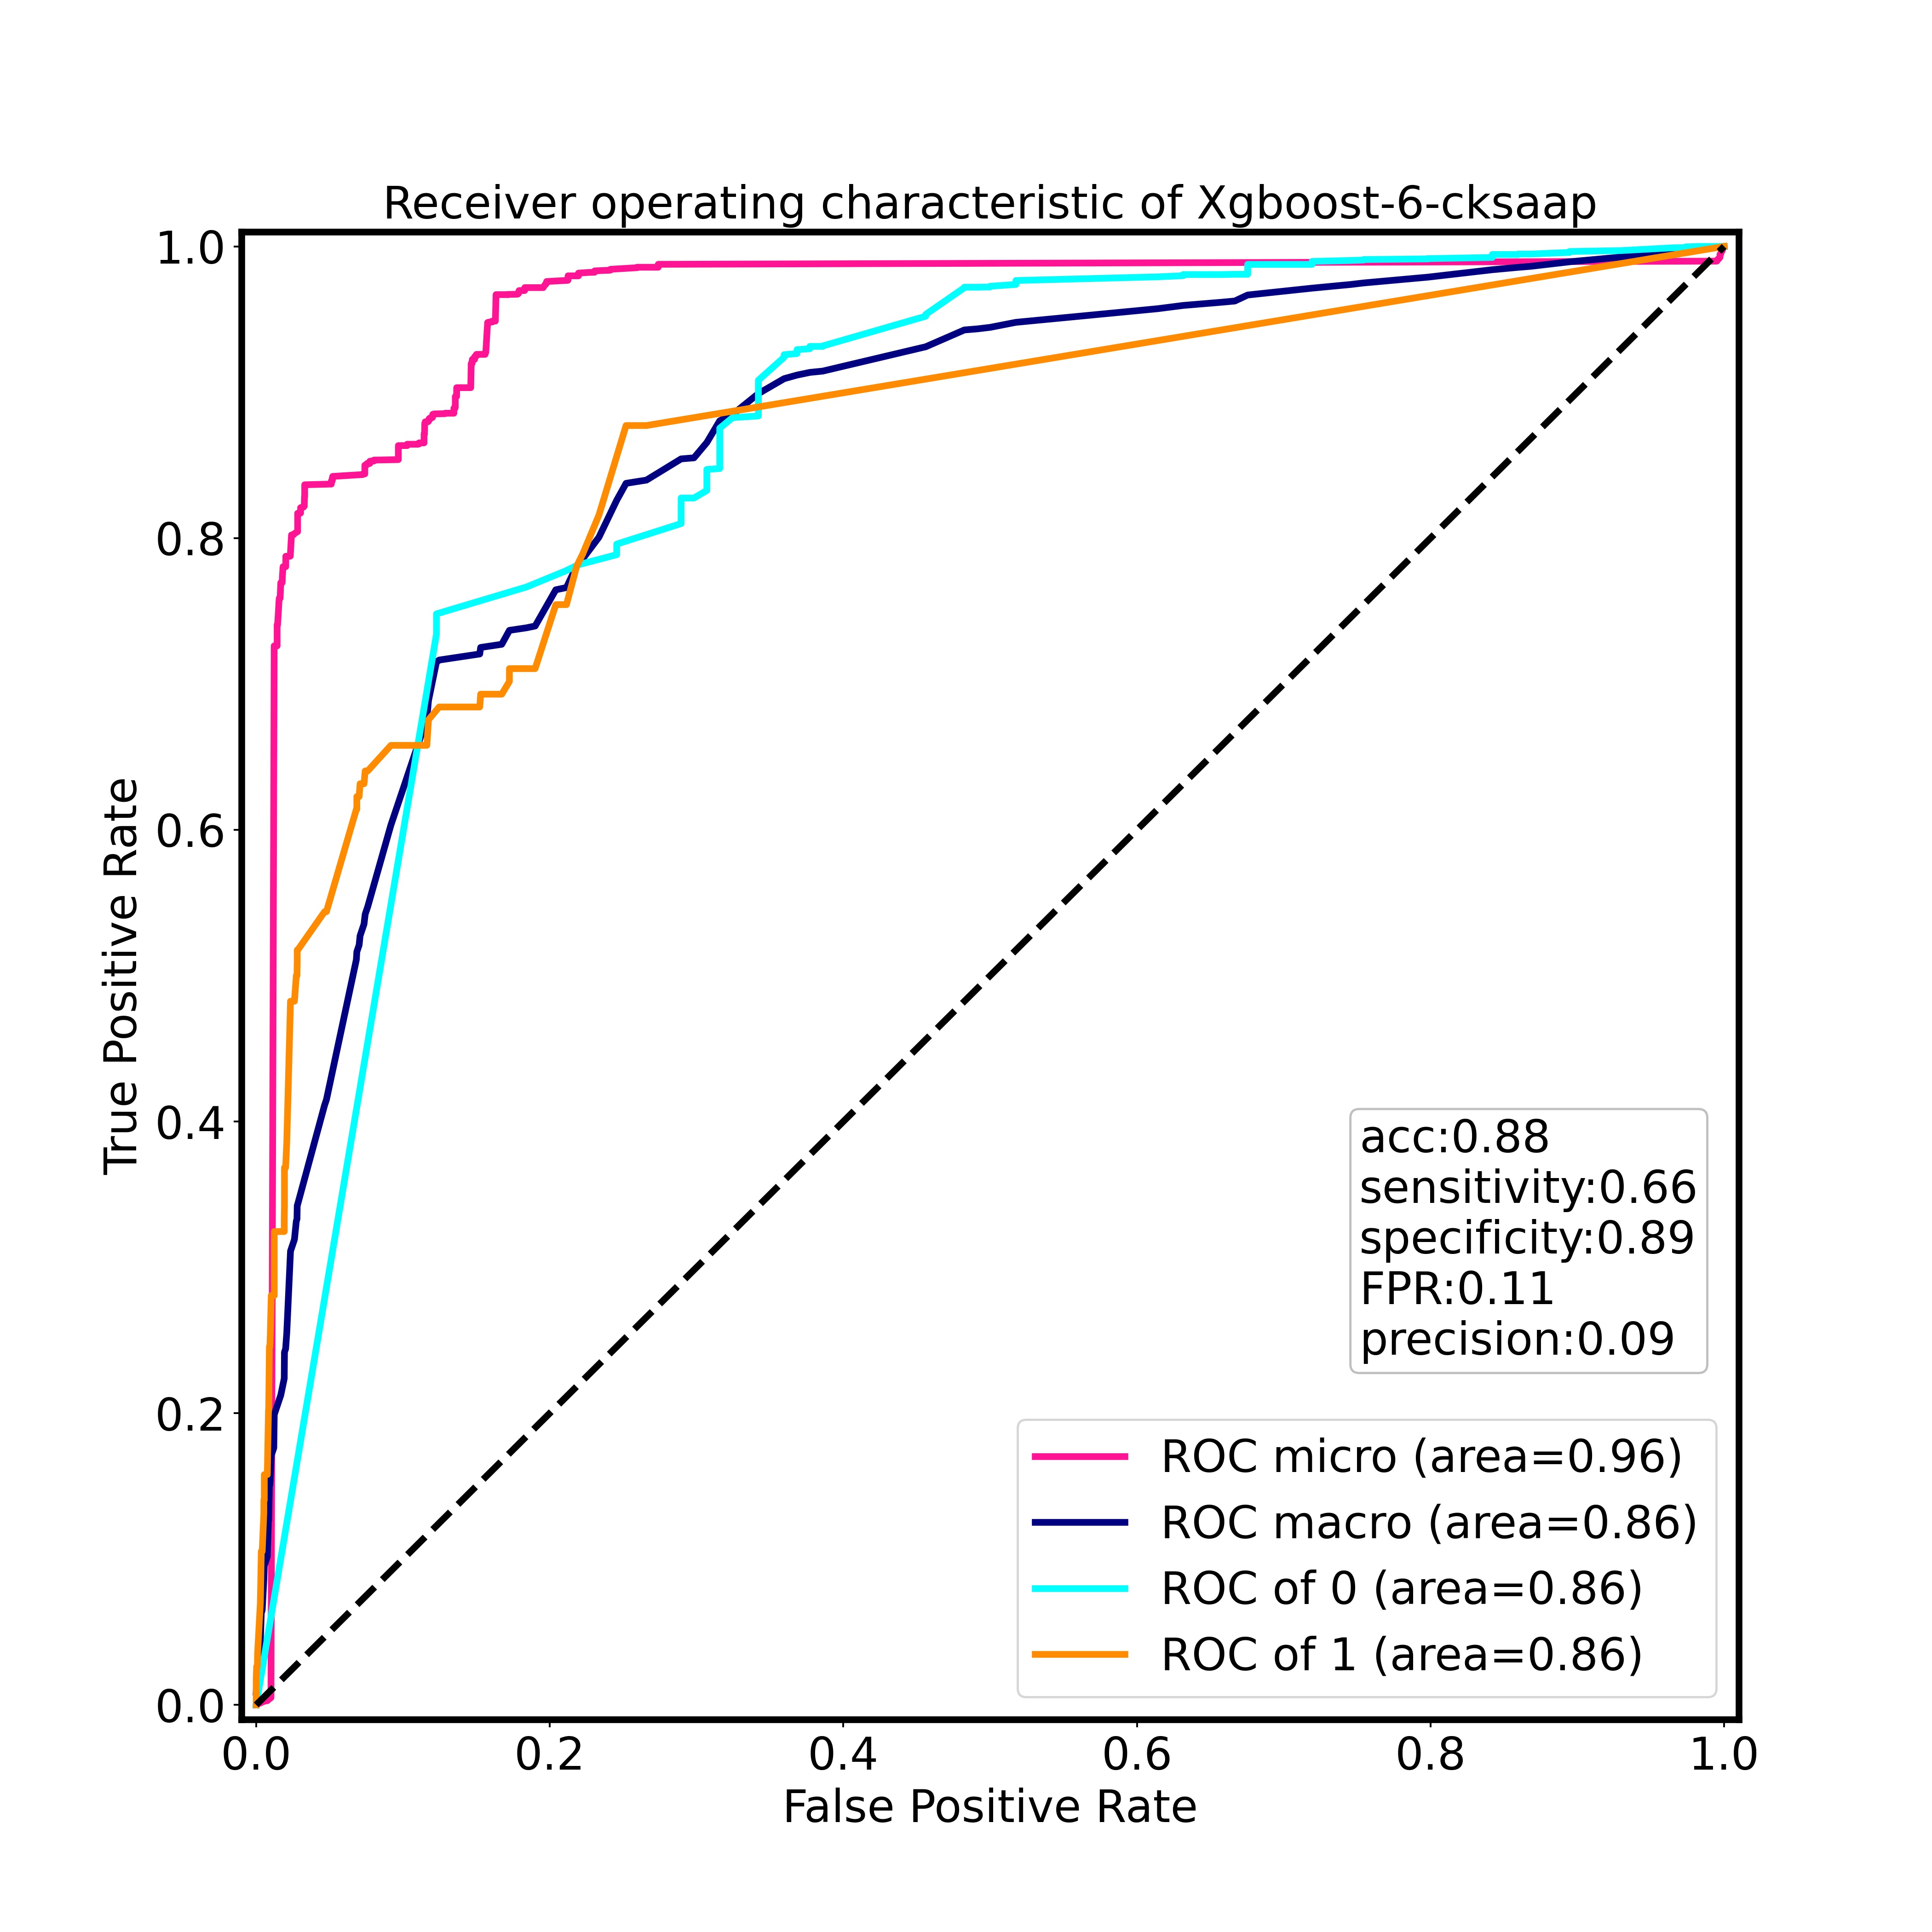 Receiver operating characteristic of Xgboost-6-cksaap
1.0
0.8
0.6
0.4
0.2
0.0
True Positive Rate
acc:0.88
sensitivity:0.66
specificity:0.89
FPR:0.11
precision:0.09
ROC micro (area=0.96)
ROC macro (area=0.86)
ROC of 0 (area=0.86)
ROC of 1 (area=0.86)
0.0 0.2 0.4 0.6 0.8 1.0
False Positive Rate